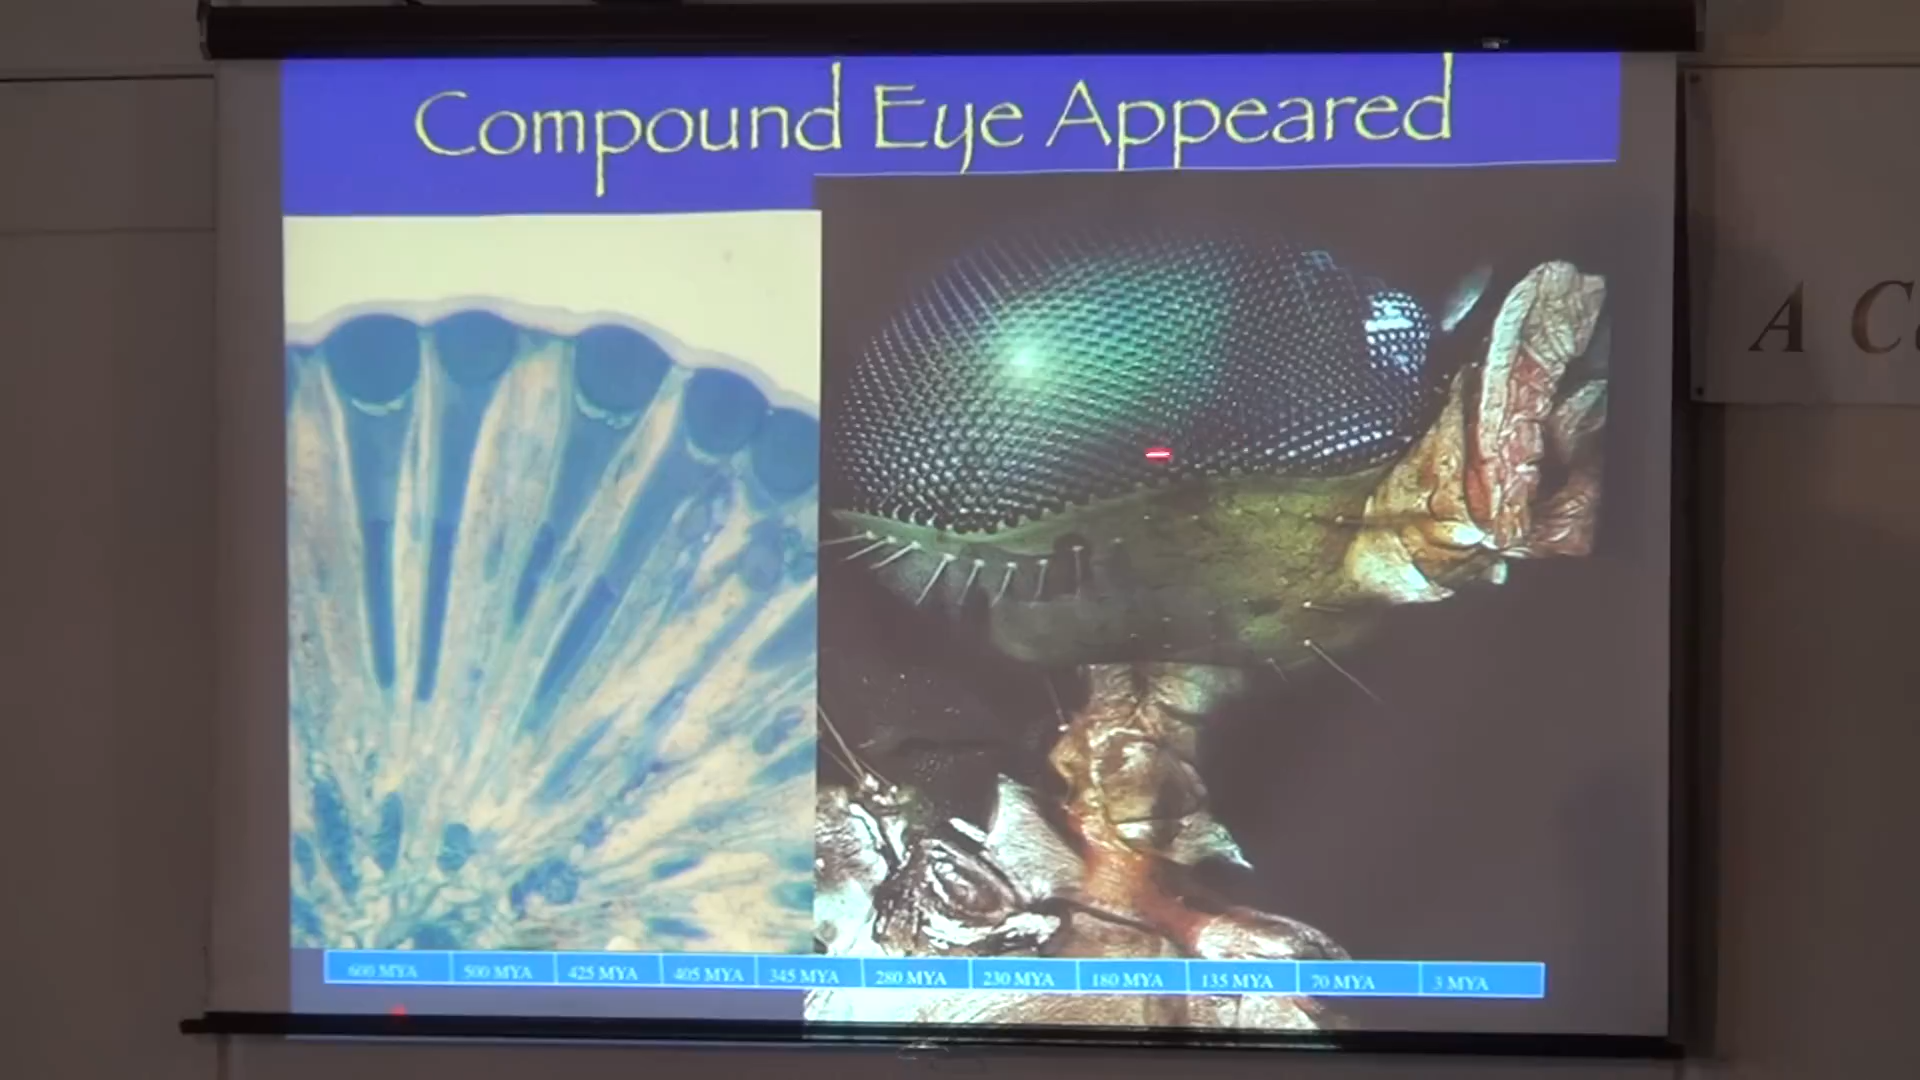 Compound Eye Appeared
A C
600 MYA 500 MYA 425 MYA 405 MYA 345 MYA 280 MYA 230 MYA 180 MYA 135 MYA 70 MYA 3 MYA